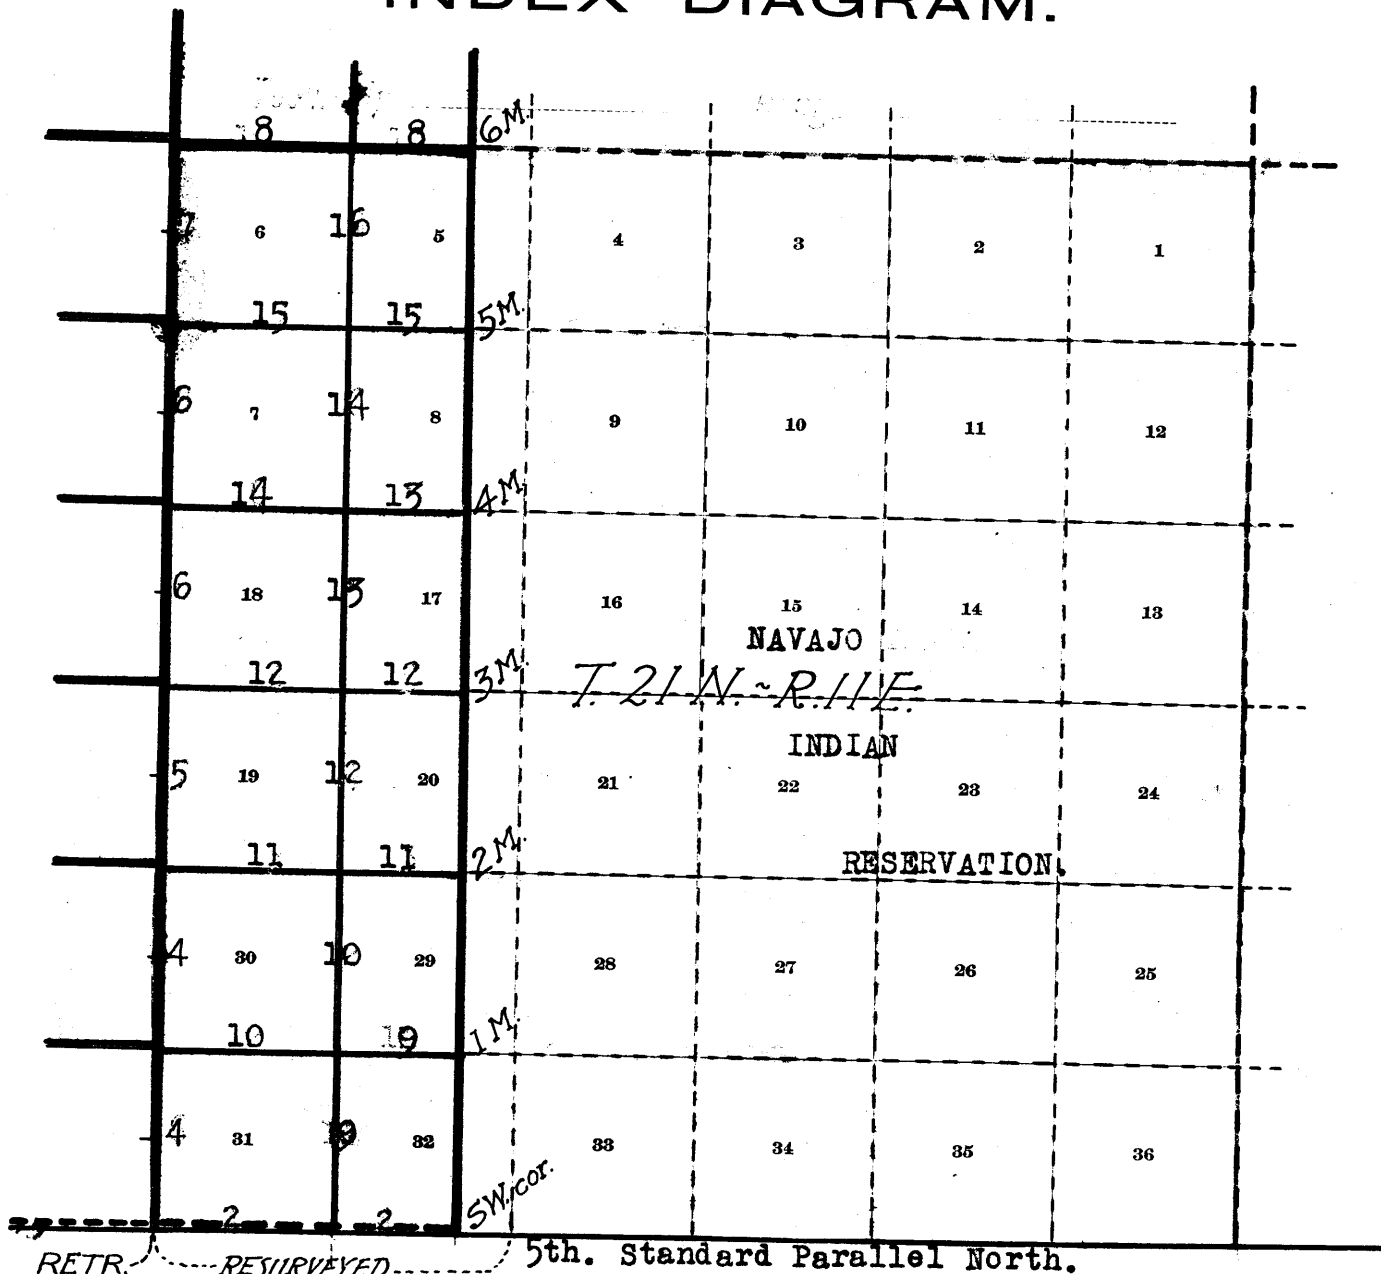 INDEX DIAGRAM.
8 8 6M.
7 6 16 5 4 3 2 1
15 15 5M.
6 7 14 8 9 10 11 12
14 13 4M.
6 18 13 17 16 15 14 13
NAVAJO
12 12 3M. T. 21 N. ~ R. 11 E.
INDIAN
5 19 12 20 21 22 23 24
11 11 2M. RESERVATION.
4 30 10 29 28 27 26 25
10 1M.
4 31 32 33 34 35 36
2 2 SW. cor.
RETR. RESURVEYED 5th. Standard Parallel North.